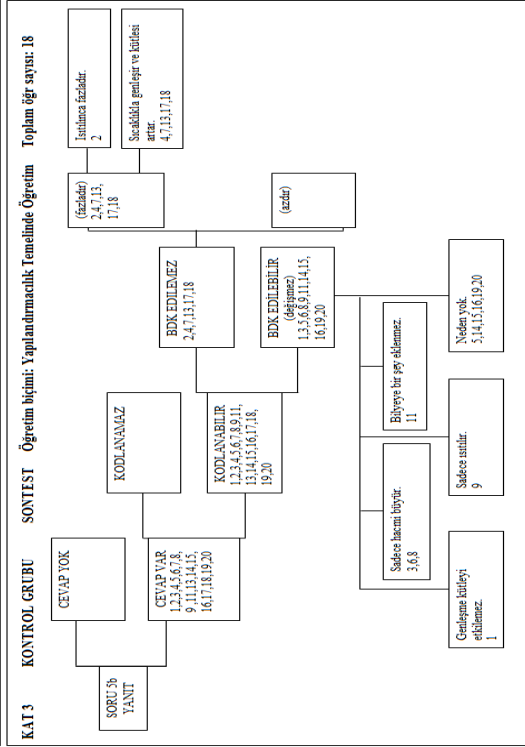 KAT 3 KONTROL GRUBU SONTEST Öğretim biçimi: Yapılandırmacılık Temelinde Öğretim Toplam öğr sayısı: 18
SORU 5b
YANIT
CEVAP YOK
CEVAP VAR
1,2,3,4,5,6,7,8,
9 ,11,13,14,15,
16,17,18,19,20
KODLANAMAZ
KODLANABİLİR
1,2,3,4,5,6,7,8,9,11,
13,14,15,16,17,18,
19,20
BDK EDİLEMEZ
2,4,7,13,17,18
BDK EDİLEBİLİR
(değişmez)
1,3,5,6,8,9,11,14,15,
16,19,20
(fazladır)
2,4,7,13,
17,18
(azdır)
Isıtılınca fazladır.
2
Sıcaklıkla genleşir ve kütlesi
artar.
4,7,13,17,18
Genleşme kütleyi
etkilemez.
1
Sadece hacmi büyür.
3,6,8
Sadece ısıtılır.
9
Bilyeye bir şey eklenmez.
11
Neden yok.
5,14,15,16,19,20